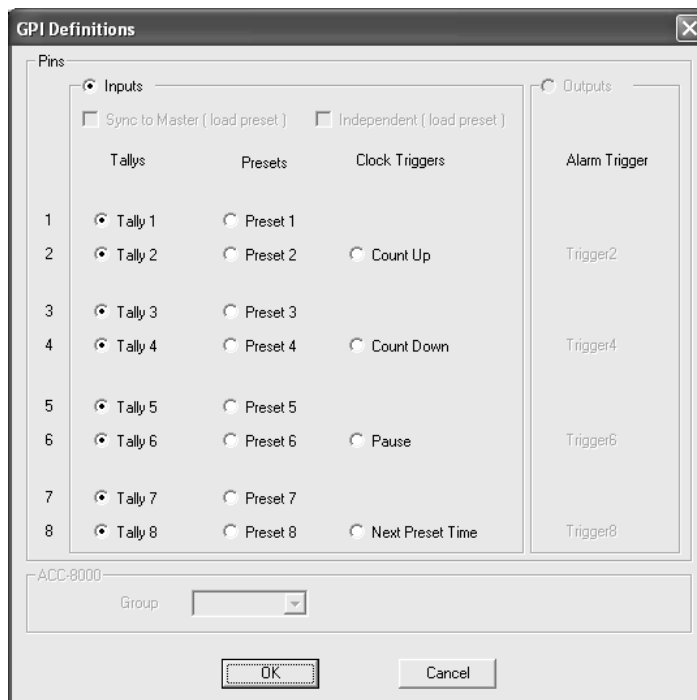 GPI Definitions
Pins
Inputs
Outputs
Sync to Master ( load preset )
Independent ( load preset )
Tallys Presets Clock Triggers Alarm Trigger
1 Tally 1 Preset 1
2 Tally 2 Preset 2 Count Up Trigger2
3 Tally 3 Preset 3
4 Tally 4 Preset 4 Count Down Trigger4
5 Tally 5 Preset 5
6 Tally 6 Preset 6 Pause Trigger6
7 Tally 7 Preset 7
8 Tally 8 Preset 8 Next Preset Time Trigger8
ACC-8000
Group
OK Cancel